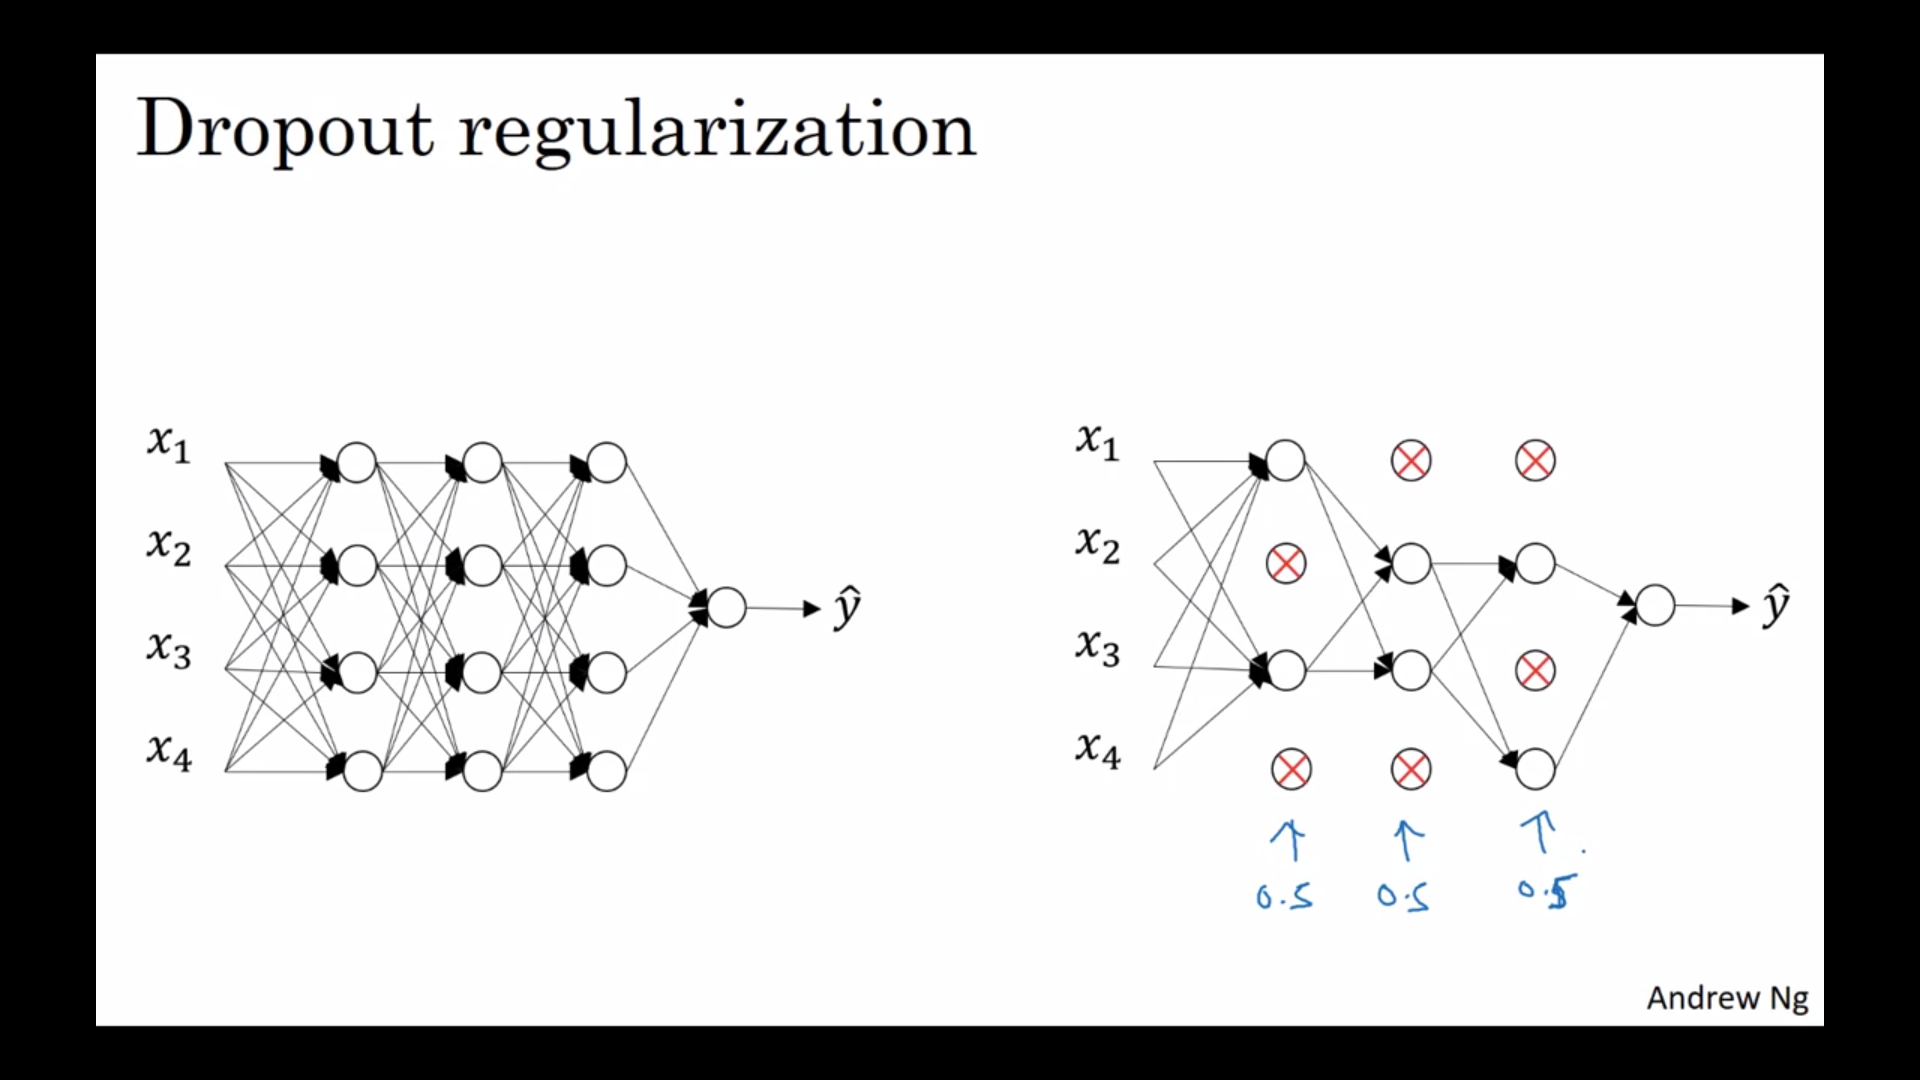 Dropout regularization
x₁
x₂
x₃
x₄
ŷ
x₁
x₂
x₃
x₄
ŷ
0.5 0.5 0.5
Andrew Ng